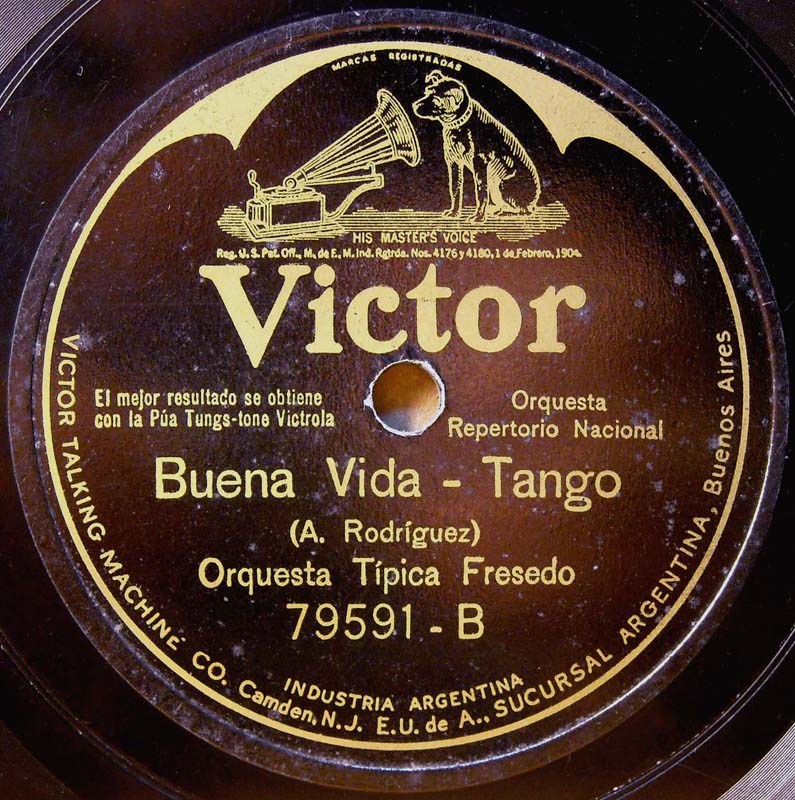 MARCAS REGISTRADAS
HIS MASTER'S VOICE
Reg. U.S. Pat. Off., M. de F., M. Ind. Rgtrda. Nos. 4176 y 4180, 1 de Febrero, 1904.
Victor
El mejor resultado se obtiene
con la Púa Tungs-tone Victrola
Orquesta
Repertorio Nacional
Buena Vida - Tango
(A. Rodríguez)
Orquesta Típica Fresedo
79591 - B
INDUSTRIA ARGENTINA
VICTOR TALKING MACHINE CO. Camden, N.J. E.U. de A., SUCURSAL ARGENTINA, Buenos Aires